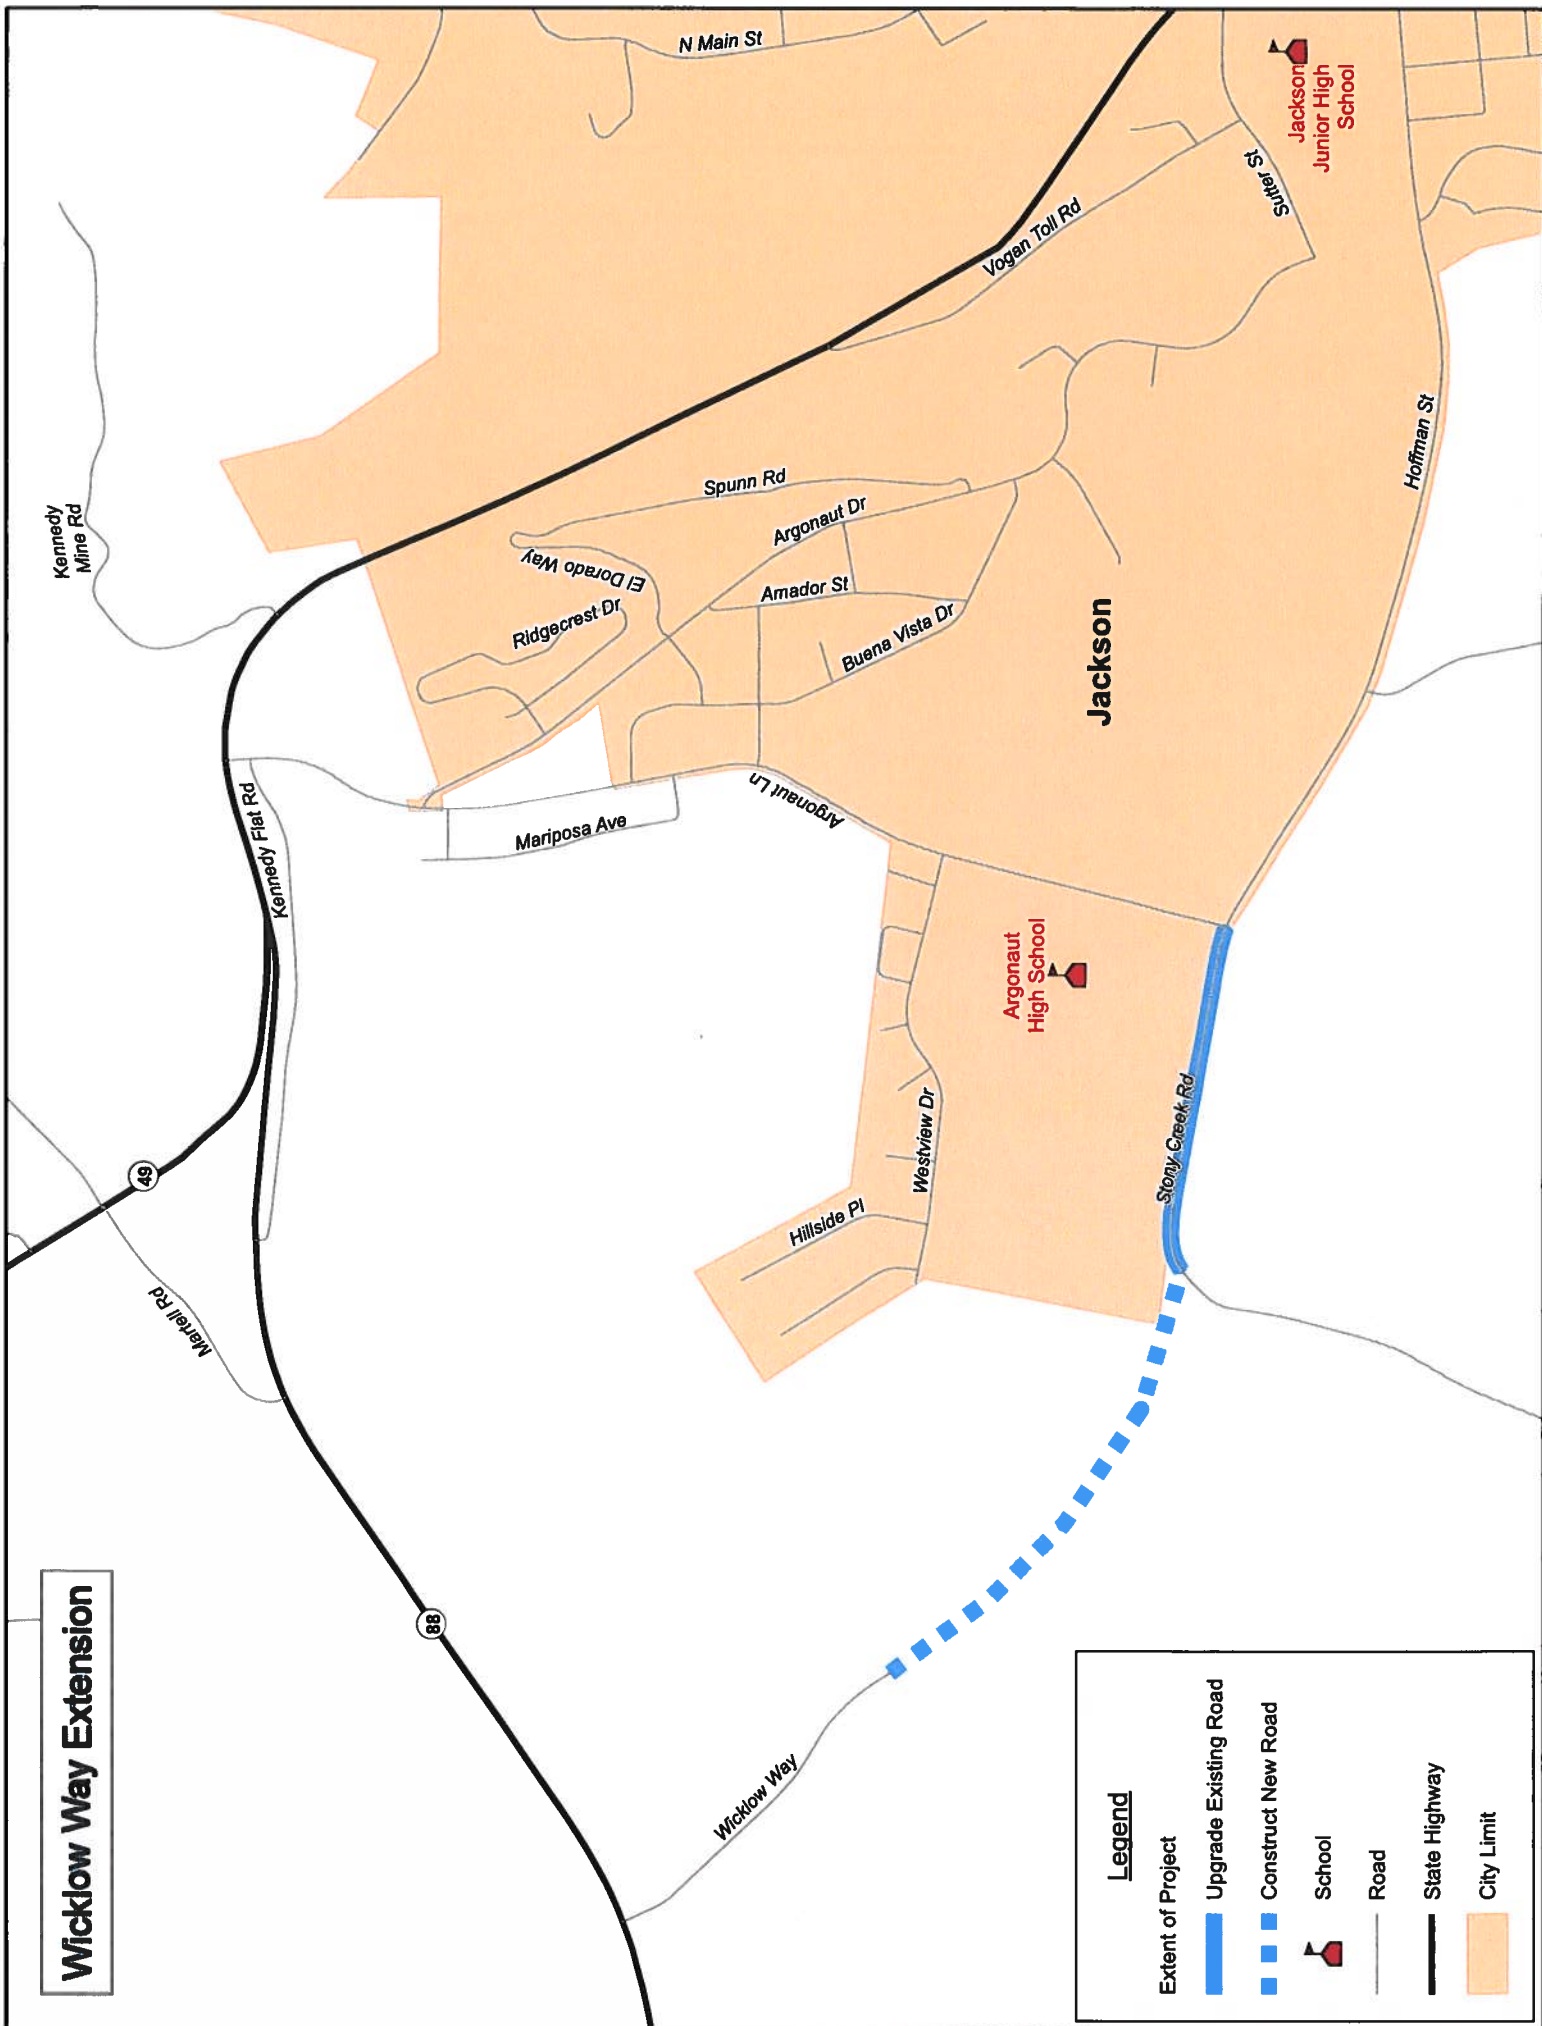 Wicklow Way Extension
49
88
Martell Rd
Kennedy Flat Rd
Kennedy
Mine Rd
N Main St
Mariposa Ave
Ridgecrest Dr
El Dorado Way
Spunn Rd
Argonaut Dr
Amador St
Buena Vista Dr
Argonaut Ln
Vogan Toll Rd
Sutter St
Jackson
Junior High
School
Hoffman St
Jackson
Argonaut
High School
Westview Dr
Hillside Pl
Stony Creek Rd
Wicklow Way
Legend
Extent of Project
Upgrade Existing Road
Construct New Road
School
Road
State Highway
City Limit